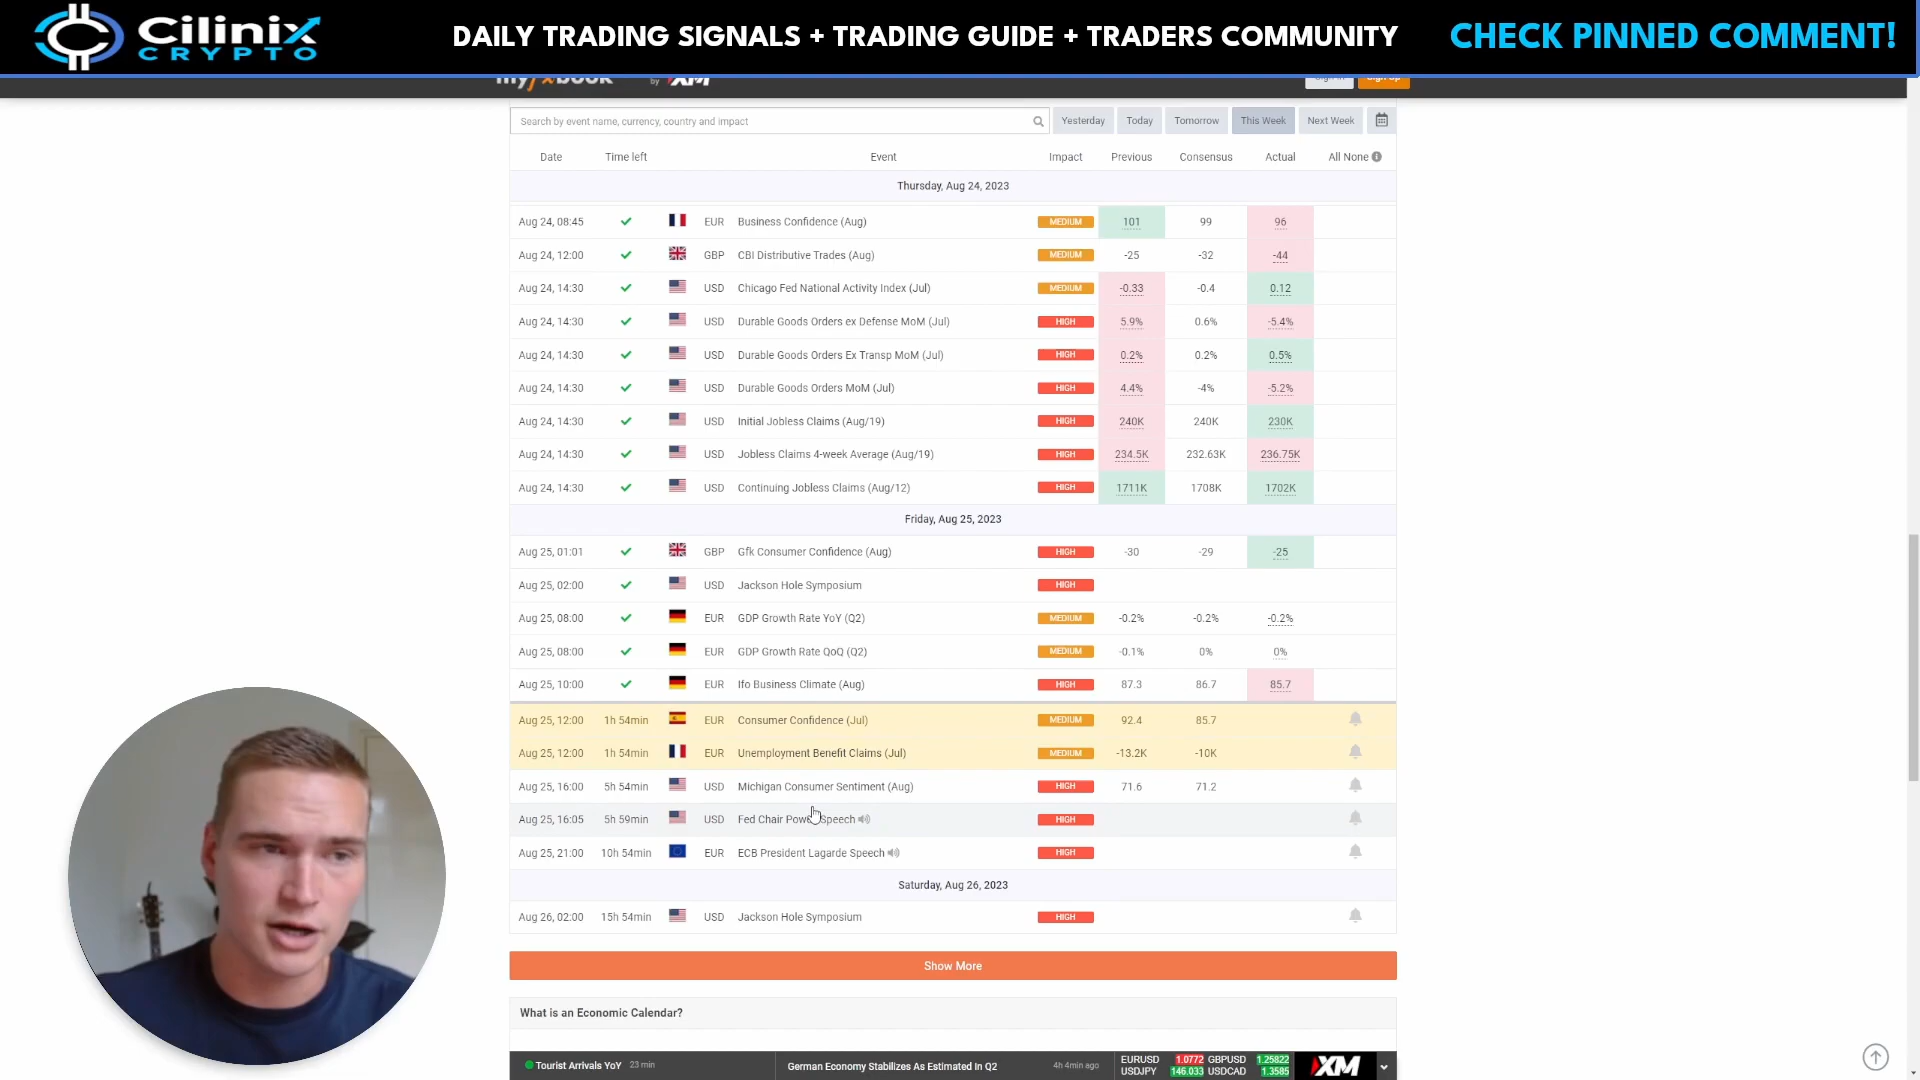 Cilinix
CRYPTO
DAILY TRADING SIGNALS + TRADING GUIDE + TRADERS COMMUNITY
CHECK PINNED COMMENT!
myfxbook by XM
Sign In Sign Up
Search by event name, currency, country and impact
Yesterday Today Tomorrow This Week Next Week
Date Time left Event Impact Previous Consensus Actual All None
Thursday, Aug 24, 2023
Aug 24, 08:45 EUR Business Confidence (Aug) MEDIUM 101 99 96
Aug 24, 12:00 GBP CBI Distributive Trades (Aug) MEDIUM -25 -32 -44
Aug 24, 14:30 USD Chicago Fed National Activity Index (Jul) MEDIUM -0.33 -0.4 0.12
Aug 24, 14:30 USD Durable Goods Orders ex Defense MoM (Jul) HIGH 5.9% 0.6% -5.4%
Aug 24, 14:30 USD Durable Goods Orders Ex Transp MoM (Jul) HIGH 0.2% 0.2% 0.5%
Aug 24, 14:30 USD Durable Goods Orders MoM (Jul) HIGH 4.4% -4% -5.2%
Aug 24, 14:30 USD Initial Jobless Claims (Aug/19) HIGH 240K 240K 230K
Aug 24, 14:30 USD Jobless Claims 4-week Average (Aug/19) HIGH 234.5K 232.63K 236.75K
Aug 24, 14:30 USD Continuing Jobless Claims (Aug/12) HIGH 1711K 1708K 1702K
Friday, Aug 25, 2023
Aug 25, 01:01 GBP Gfk Consumer Confidence (Aug) HIGH -30 -29 -25
Aug 25, 02:00 USD Jackson Hole Symposium HIGH
Aug 25, 08:00 EUR GDP Growth Rate YoY (Q2) MEDIUM -0.2% -0.2% -0.2%
Aug 25, 08:00 EUR GDP Growth Rate QoQ (Q2) MEDIUM -0.1% 0% 0%
Aug 25, 10:00 EUR Ifo Business Climate (Aug) HIGH 87.3 86.7 85.7
Aug 25, 12:00 1h 54min EUR Consumer Confidence (Jul) MEDIUM 92.4 85.7
Aug 25, 12:00 1h 54min EUR Unemployment Benefit Claims (Jul) MEDIUM -13.2K -10K
Aug 25, 16:00 5h 54min USD Michigan Consumer Sentiment (Aug) HIGH 71.6 71.2
Aug 25, 16:05 5h 59min USD Fed Chair Powell Speech HIGH
Aug 25, 21:00 10h 54min EUR ECB President Lagarde Speech HIGH
Saturday, Aug 26, 2023
Aug 26, 02:00 15h 54min USD Jackson Hole Symposium HIGH
Show More
What is an Economic Calendar?
Tourist Arrivals YoY 23 min German Economy Stabilizes As Estimated In Q2 4h 4min ago EURUSD 1.0772 GBPUSD 1.25822 XM
USDJPY 146.033 USDCAD 1.3585